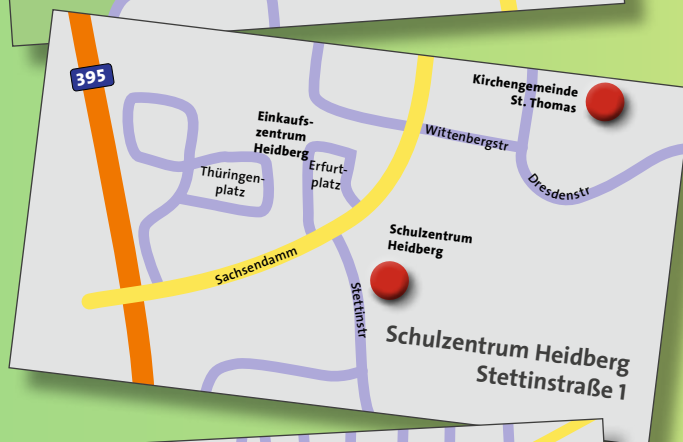 395
Kirchengemeinde
St. Thomas
Einkaufs-
zentrum
Heidberg
Wittenbergstr
Erfurt-
platz
Thüringen-
platz
Dresdenstr
Schulzentrum
Heidberg
Sachsendamm
Stettinstr
Schulzentrum Heidberg
Stettinstraße 1